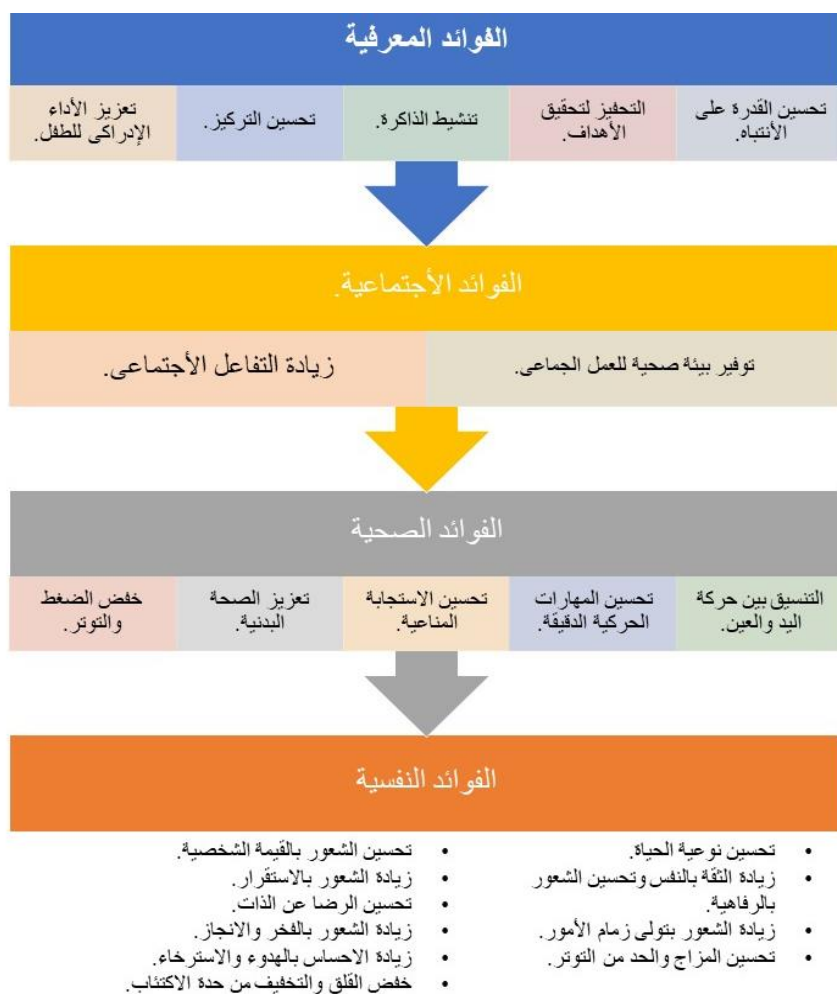 الفوائد المعرفية
تحسين القدرة على
الأنتباه.
التحفيز لتحقيق
الأهداف.
تنشيط الذاكرة.
تحسين التركيز.
تعزيز الأداء
الإدراكى للطفل.
الفوائد الأجتماعية.
توفير بيئة صحية للعمل الجماعى.
زيادة التفاعل الأجتماعى.
الفوائد الصحية
التنسيق بين حركة
اليد والعين.
تحسين المهارات
الحركية الدقيقة.
تحسين الاستجابة
المناعية.
تعزيز الصحة
البدنية.
خفض الضغط
والتوتر.
الفوائد النفسية
• تحسين نوعية الحياة.
• زيادة الثقة بالنفس وتحسين الشعور
بالرفاهية.
• زيادة الشعور بتولى زمام الأمور.
• تحسين المزاج والحد من التوتر.
• تحسين الشعور بالقيمة الشخصية.
• زيادة الشعور بالاستقرار.
• تحسين الرضا عن الذات.
• زيادة الشعور بالفخر والانجاز.
• زيادة الاحساس بالهدوء والاسترخاء.
• خفض القلق والتخفيف من حدة الاكتئاب.